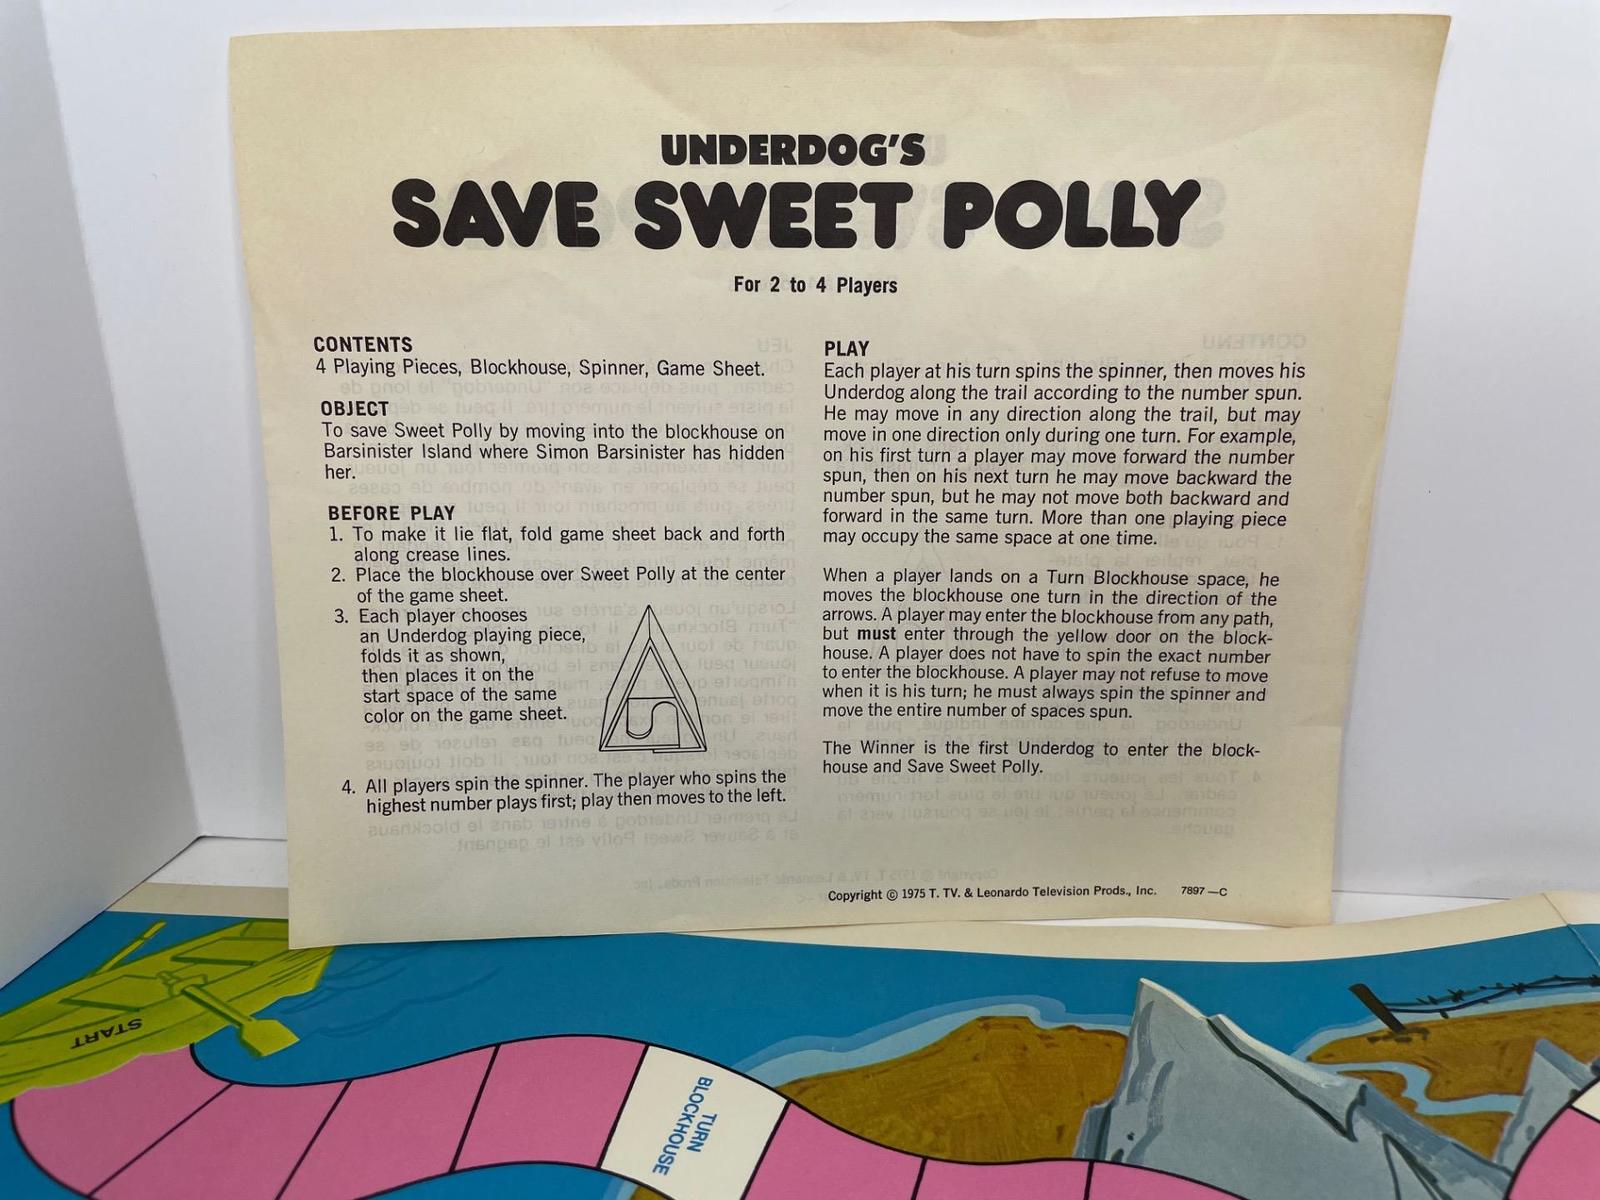 UNDERDOG'S
SAVE SWEET POLLY
For 2 to 4 Players
CONTENTS
4 Playing Pieces, Blockhouse, Spinner, Game Sheet.
OBJECT
To save Sweet Polly by moving into the blockhouse on
Barsinister Island where Simon Barsinister has hidden
her.
BEFORE PLAY
1. To make it lie flat, fold game sheet back and forth
along crease lines.
2. Place the blockhouse over Sweet Polly at the center
of the game sheet.
3. Each player chooses
an Underdog playing piece,
folds it as shown,
then places it on the
start space of the same
color on the game sheet.
4. All players spin the spinner. The player who spins the
highest number plays first; play then moves to the left.
PLAY
Each player at his turn spins the spinner, then moves his
Underdog along the trail according to the number spun.
He may move in any direction along the trail, but may
move in one direction only during one turn. For example,
on his first turn a player may move forward the number
spun, then on his next turn he may move backward the
number spun, but he may not move both backward and
forward in the same turn. More than one playing piece
may occupy the same space at one time.
When a player lands on a Turn Blockhouse space, he
moves the blockhouse one turn in the direction of the
arrows. A player may enter the blockhouse from any path,
but must enter through the yellow door on the block-
house. A player does not have to spin the exact number
to enter the blockhouse. A player may not refuse to move
when it is his turn; he must always spin the spinner and
move the entire number of spaces spun.
The Winner is the first Underdog to enter the block-
house and Save Sweet Polly.
Copyright © 1975 T. TV. & Leonardo Television Prods., Inc. 7897—C
START
TURN
BLOCKHOUSE